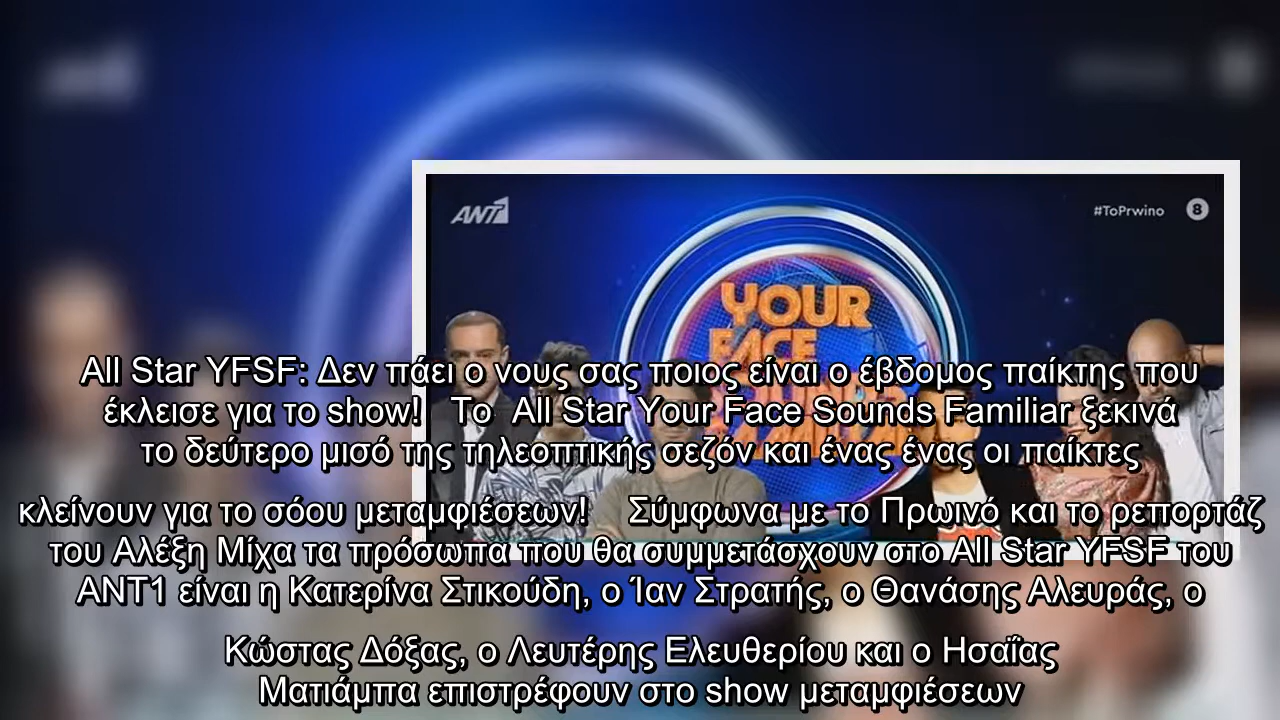 ANT1
#ToPrwino 8
YOUR
FACE
All Star YFSF: Δεν πάει ο νους σας ποιος είναι ο έβδομος παίκτης που
έκλεισε για το show! Το All Star Your Face Sounds Familiar ξεκινά
το δεύτερο μισό της τηλεοπτικής σεζόν και ένας ένας οι παίκτες
κλείνουν για το σόου μεταμφιέσεων! Σύμφωνα με το Πρωινό και το ρεπορτάζ
του Αλέξη Μίχα τα πρόσωπα που θα συμμετάσχουν στο All Star YFSF του
ΑΝΤ1 είναι η Κατερίνα Στικούδη, ο Ίαν Στρατής, ο Θανάσης Αλευράς, ο
Κώστας Δόξας, ο Λευτέρης Ελευθερίου και ο Ησαΐας
Ματιάμπα επιστρέφουν στο show μεταμφιέσεων